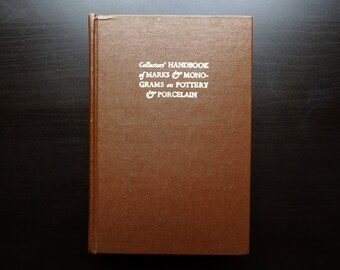 Collectors' HANDBOOK
of MARKS & MONO-
GRAMS on POTTERY
& PORCELAIN